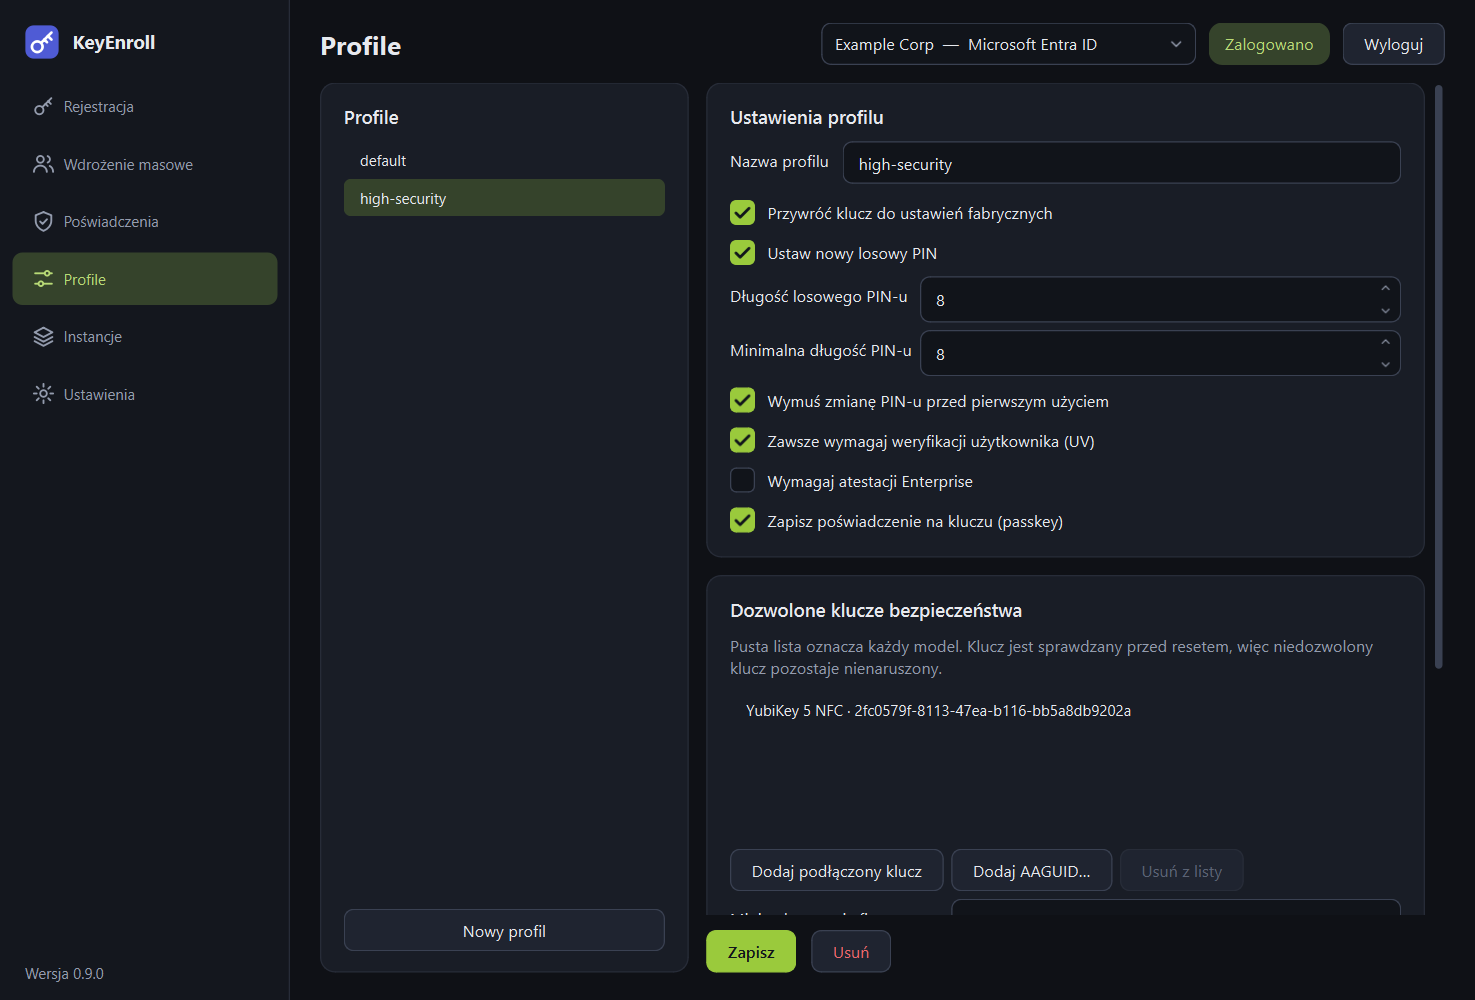 KeyEnroll
Rejestracja
Wdrożenie masowe
Poświadczenia
Profile
Instancje
Ustawienia
Wersja 0.9.0
Profile
Example Corp — Microsoft Entra ID
Zalogowano
Wyloguj
Profile
default
high-security
Nowy profil
Ustawienia profilu
Nazwa profilu
high-security
Przywróć klucz do ustawień fabrycznych
Ustaw nowy losowy PIN
Długość losowego PIN-u
8
Minimalna długość PIN-u
8
Wymuś zmianę PIN-u przed pierwszym użyciem
Zawsze wymagaj weryfikacji użytkownika (UV)
Wymagaj atestacji Enterprise
Zapisz poświadczenie na kluczu (passkey)
Dozwolone klucze bezpieczeństwa
Pusta lista oznacza każdy model. Klucz jest sprawdzany przed resetem, więc niedozwolony
klucz pozostaje nienaruszony.
YubiKey 5 NFC · 2fc0579f-8113-47ea-b116-bb5a8db9202a
Dodaj podłączony klucz
Dodaj AAGUID...
Usuń z listy
Zapisz
Usuń